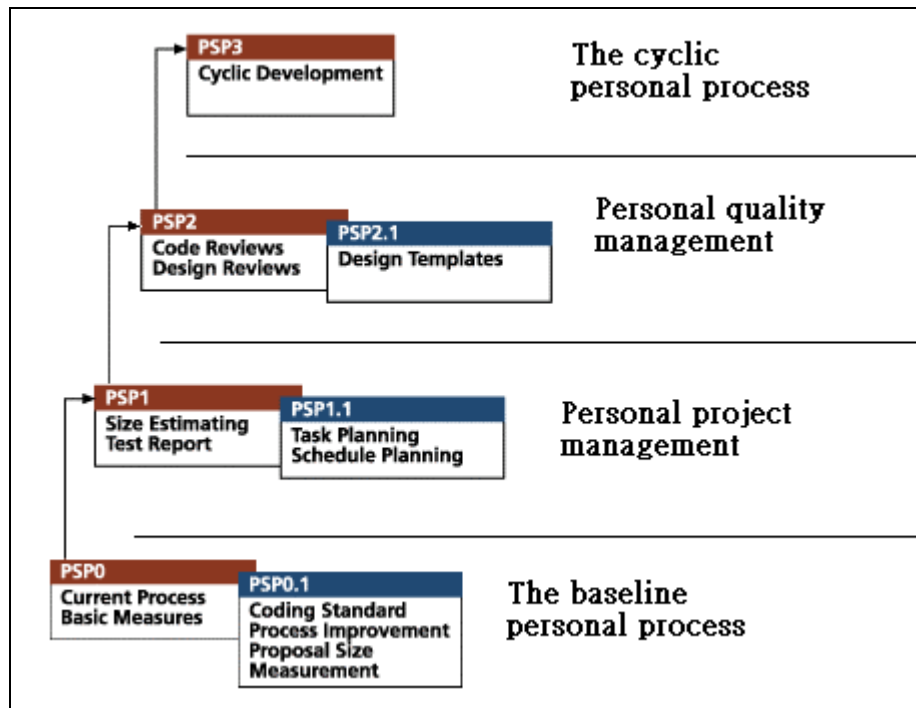 PSP3
Cyclic Development
The cyclic
personal process
PSP2
Code Reviews
Design Reviews
PSP2.1
Design Templates
Personal quality
management
PSP1
Size Estimating
Test Report
PSP1.1
Task Planning
Schedule Planning
Personal project
management
PSP0
Current Process
Basic Measures
PSP0.1
Coding Standard
Process Improvement
Proposal Size
Measurement
The baseline
personal process